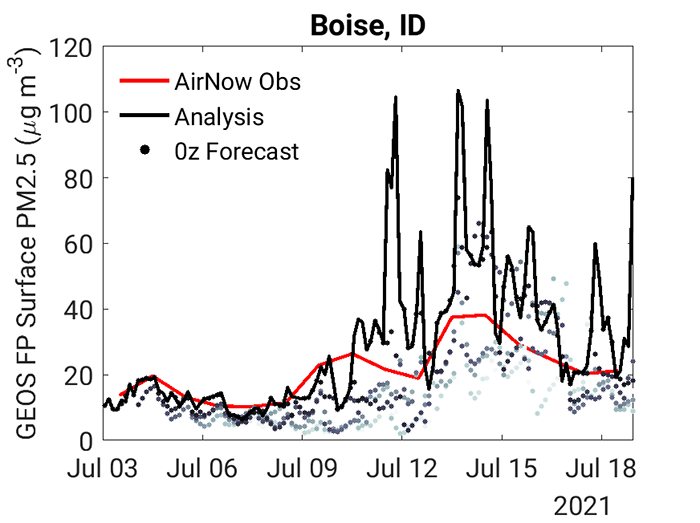 Boise, ID
GEOS FP Surface PM2.5 (μg m⁻³)
120
100
80
60
40
20
0
AirNow Obs
Analysis
0z Forecast
Jul 03 Jul 06 Jul 09 Jul 12 Jul 15 Jul 18
2021